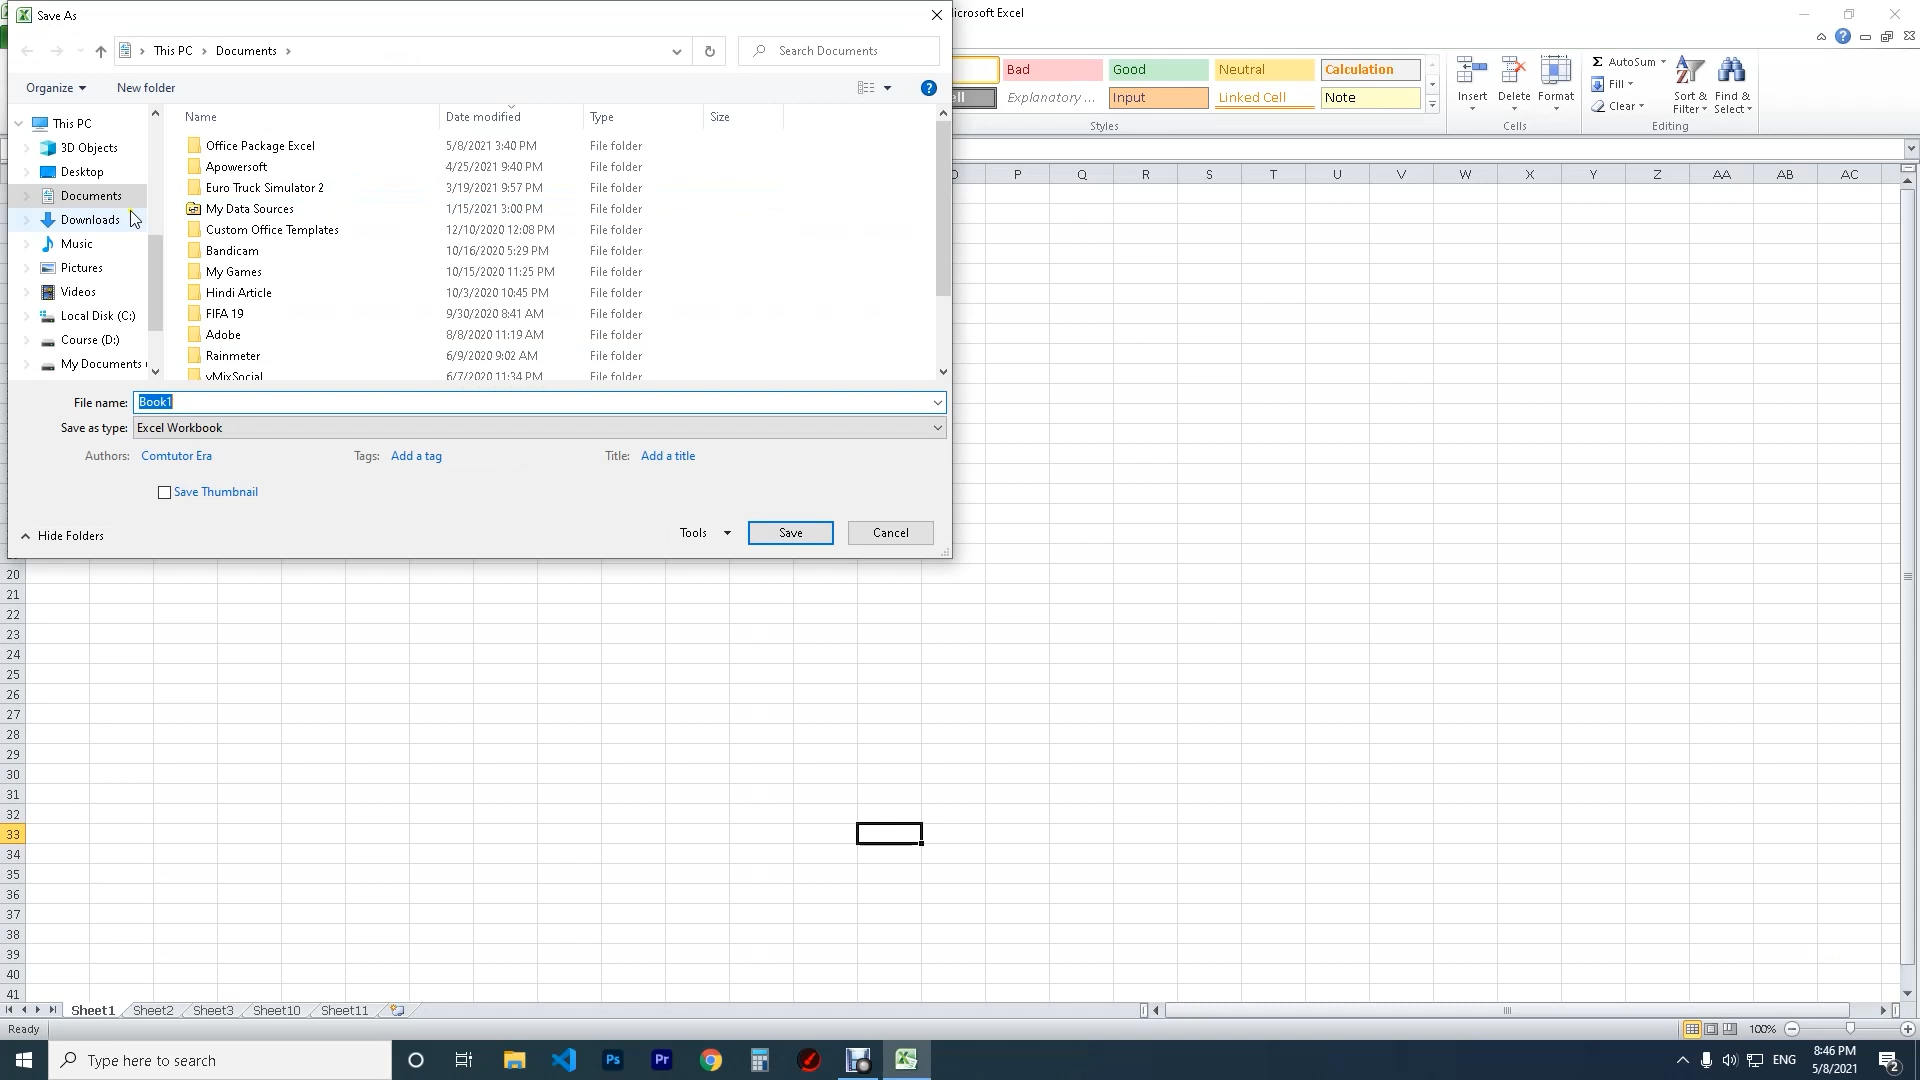 Save As
icrosoft Excel
This PC > Documents >
Search Documents
Organize
New folder
This PC
3D Objects
Desktop
Documents
Downloads
Music
Pictures
Videos
Local Disk (C:)
Course (D:)
My Documents
Name Date modified Type Size
Office Package Excel 5/8/2021 3:40 PM File folder
Apowersoft 4/25/2021 9:40 PM File folder
Euro Truck Simulator 2 3/19/2021 9:57 PM File folder
My Data Sources 1/15/2021 3:00 PM File folder
Custom Office Templates 12/10/2020 12:08 PM File folder
Bandicam 10/16/2020 5:29 PM File folder
My Games 10/15/2020 11:25 PM File folder
Hindi Article 10/3/2020 10:45 PM File folder
FIFA 19 9/30/2020 8:41 AM File folder
Adobe 8/8/2020 11:19 AM File folder
Rainmeter 6/9/2020 9:02 AM File folder
vMixSocial 6/7/2020 11:34 PM File folder
File name: Book1
Save as type: Excel Workbook
Authors: Comtutor Era Tags: Add a tag Title: Add a title
Save Thumbnail
Hide Folders
Tools Save Cancel
Bad Good Neutral Calculation
Explanatory ... Input Linked Cell Note
Styles
Insert Delete Format
Cells
Σ AutoSum
Fill
Clear
Sort & Filter
Find & Select
Editing
P Q R S T U V W X Y Z AA AB AC
20
21
22
23
24
25
26
27
28
29
30
31
32
33
34
35
36
37
38
39
40
41
Sheet1 Sheet2 Sheet3 Sheet10 Sheet11
Ready
100%
Type here to search
Ps
Pr
ENG
8:46 PM
5/8/2021
2